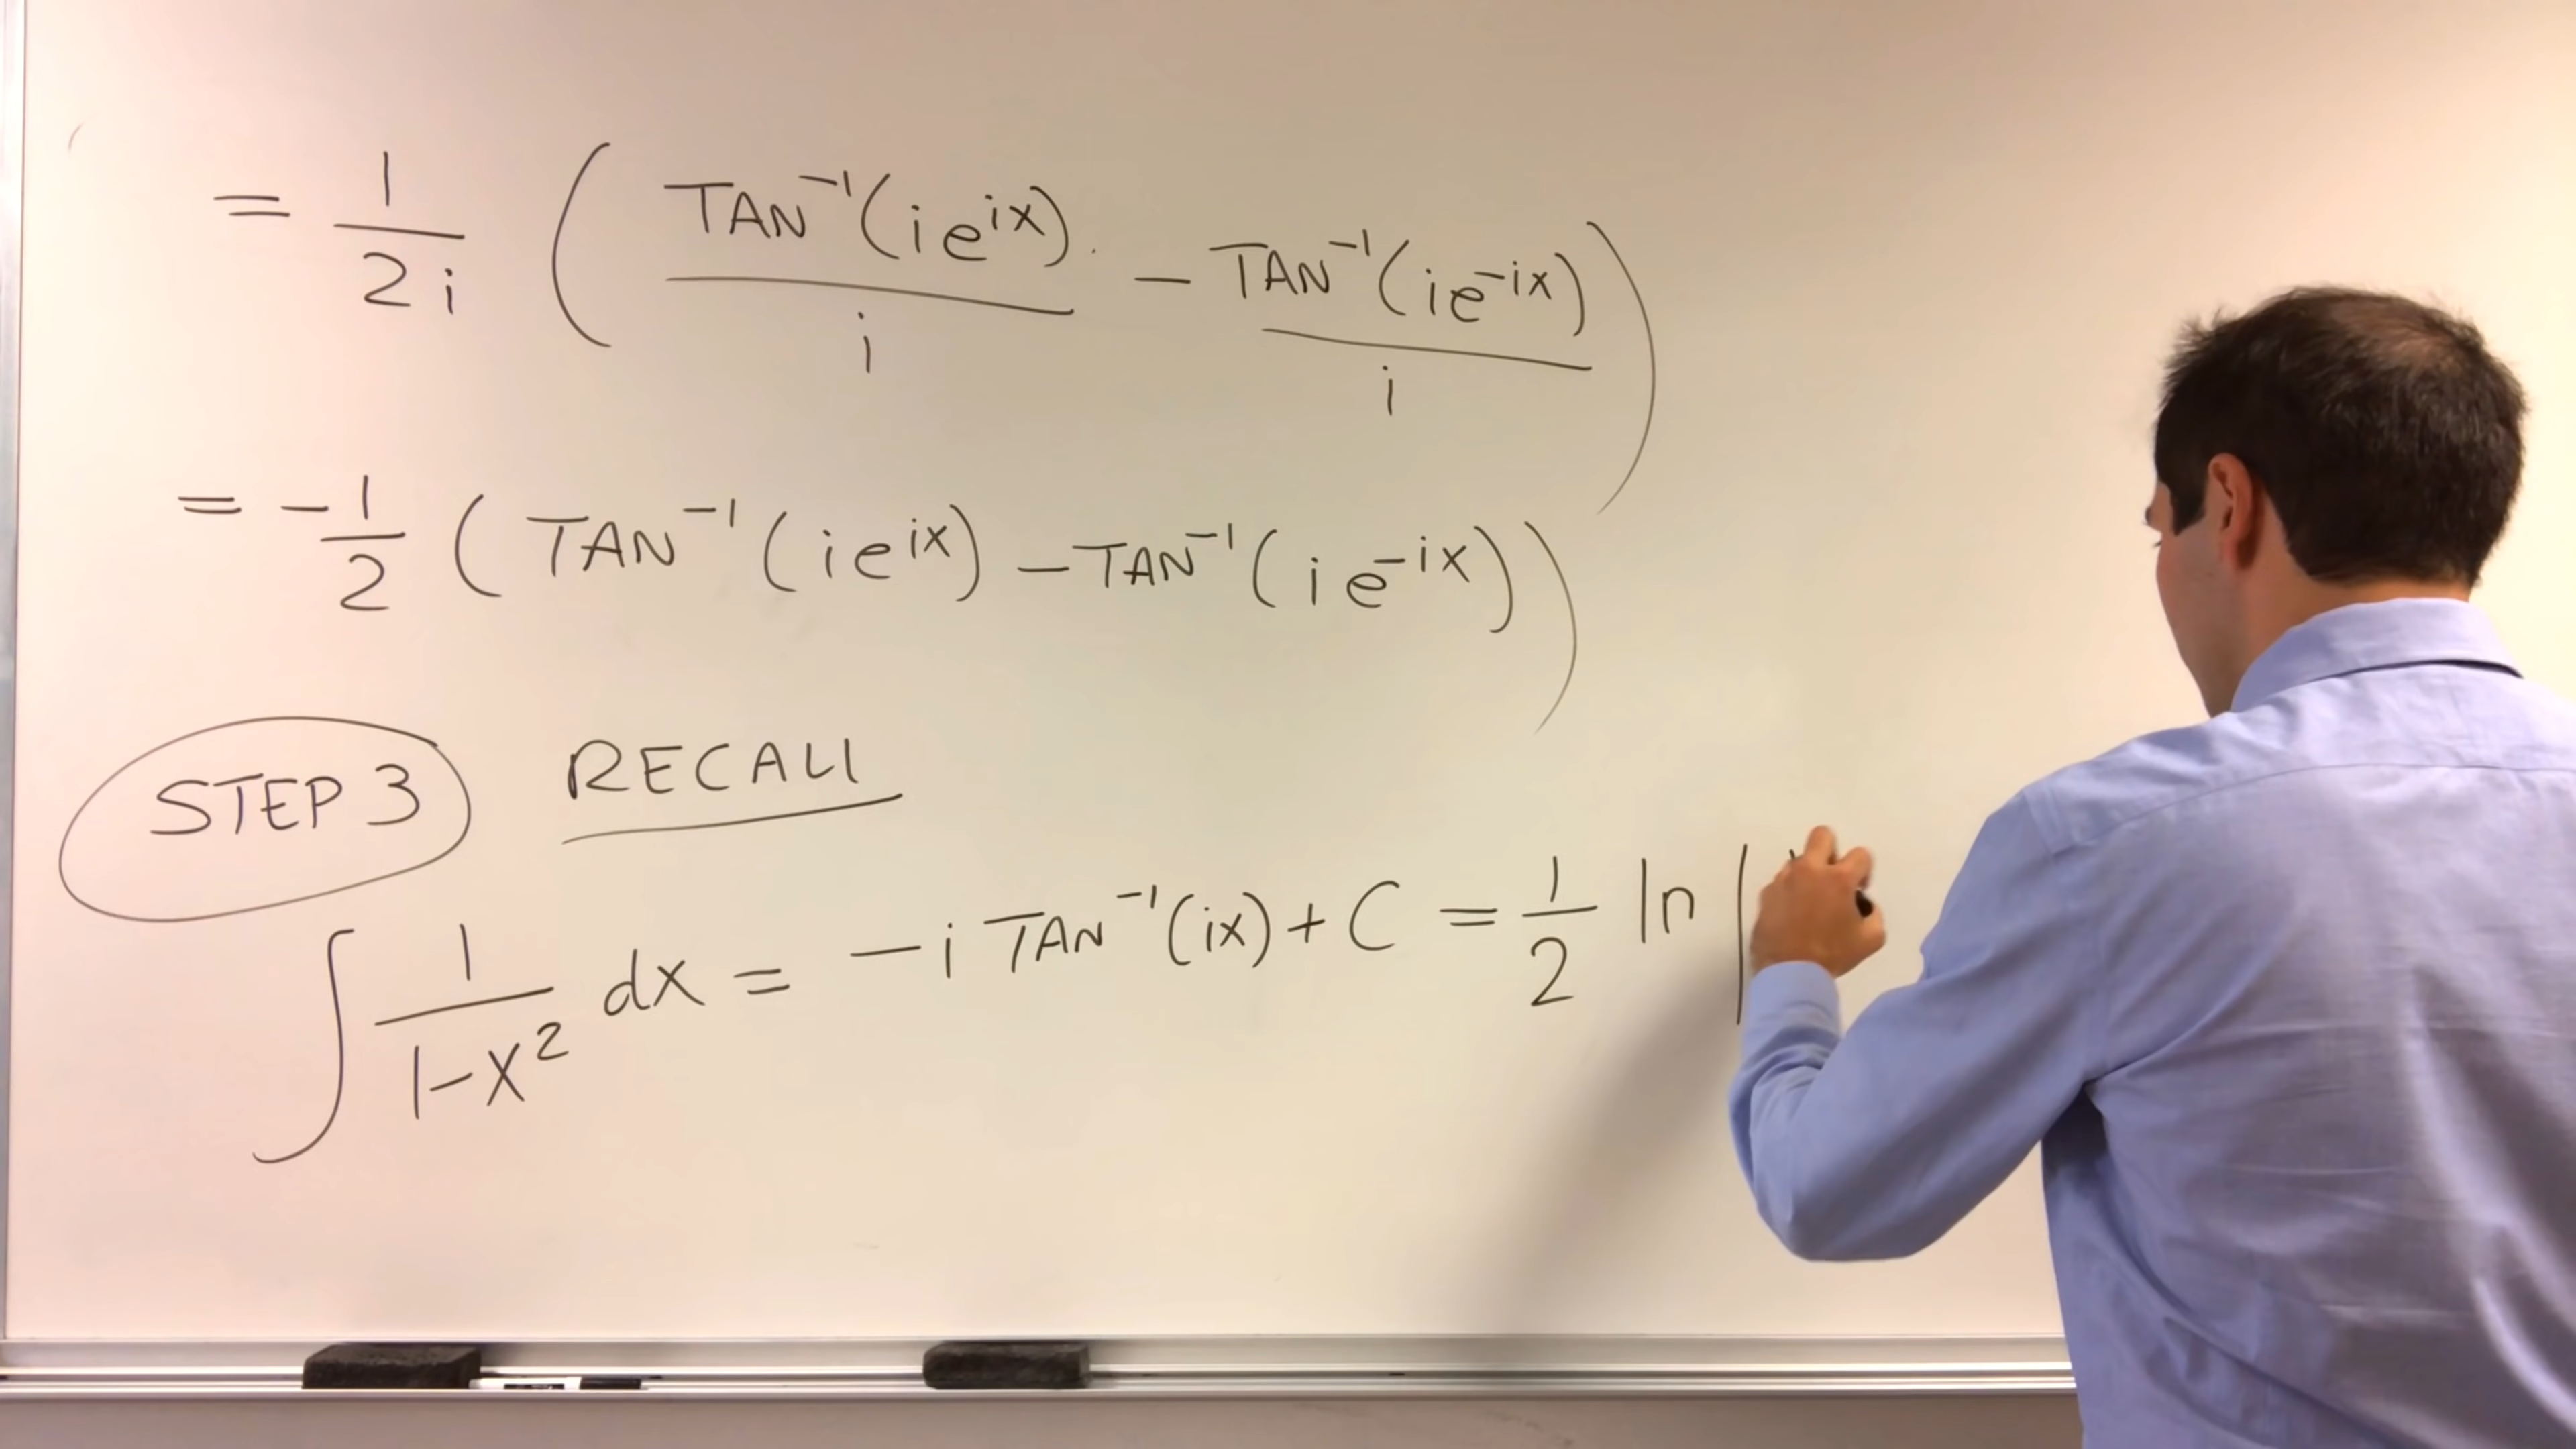 = 1/2i ( TAN⁻¹(ie^ix)/i − TAN⁻¹(ie^−ix)/i )
= −1/2 ( TAN⁻¹(ie^ix) − TAN⁻¹(ie^−ix) )
STEP 3 RECALL
∫ 1/1−x² dx = −i TAN⁻¹(ix) + C = 1/2 ln |